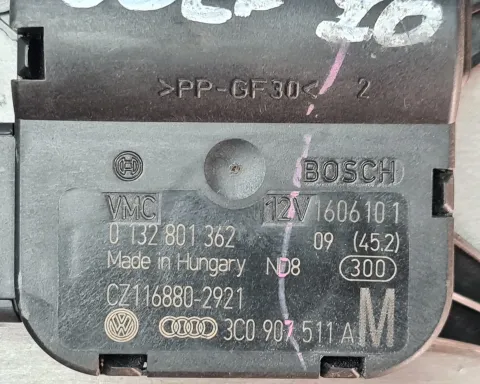 >PP-GF30< 2
BOSCH
VMC 12V 1606101
0 132 801 362 09 (45.2)
Made in Hungary ND8 300
CZ116880-2921
3C0 907 511 A M